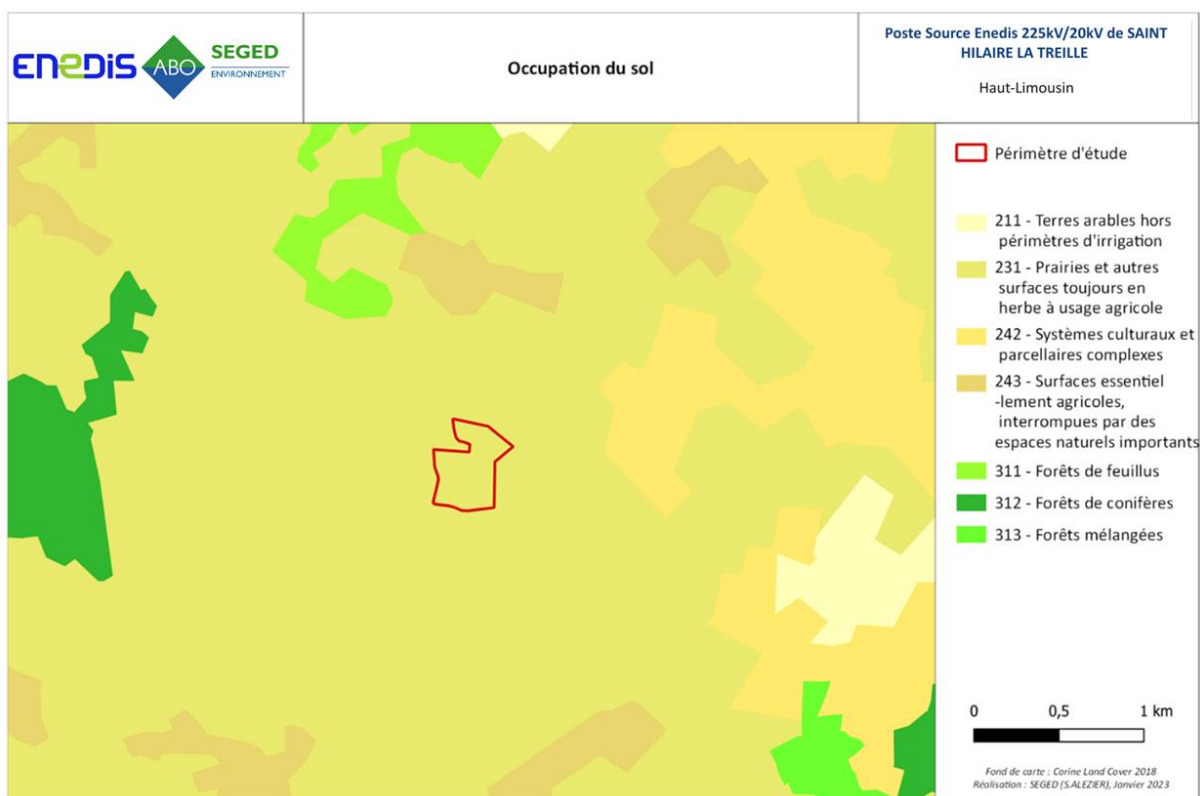 ENEDIS
ABO
SEGED
ENVIRONNEMENT
Occupation du sol
Poste Source Enedis 225kV/20kV de SAINT
HILAIRE LA TREILLE
Haut-Limousin
Périmètre d'étude
211 - Terres arables hors
périmètres d'irrigation
231 - Prairies et autres
surfaces toujours en
herbe à usage agricole
242 - Systèmes culturaux et
parcellaires complexes
243 - Surfaces essentiel
-lement agricoles,
interrompues par des
espaces naturels importants
311 - Forêts de feuillus
312 - Forêts de conifères
313 - Forêts mélangées
0 0,5 1 km
Fond de carte : Corine Land Cover 2018
Réalisation : SEGED (S.ALEZIER), Janvier 2023